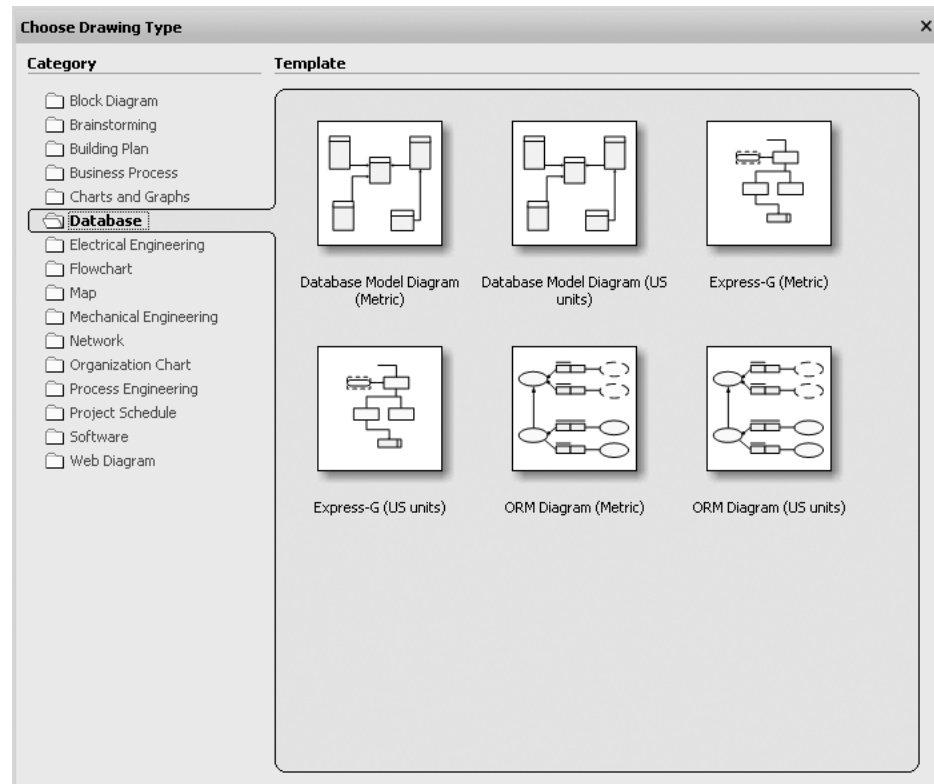 Choose Drawing Type
Category
Template
Block Diagram
Brainstorming
Building Plan
Business Process
Charts and Graphs
Database
Electrical Engineering
Flowchart
Map
Mechanical Engineering
Network
Organization Chart
Process Engineering
Project Schedule
Software
Web Diagram
Database Model Diagram
(Metric)
Database Model Diagram (US
units)
Express-G (Metric)
Express-G (US units)
ORM Diagram (Metric)
ORM Diagram (US units)